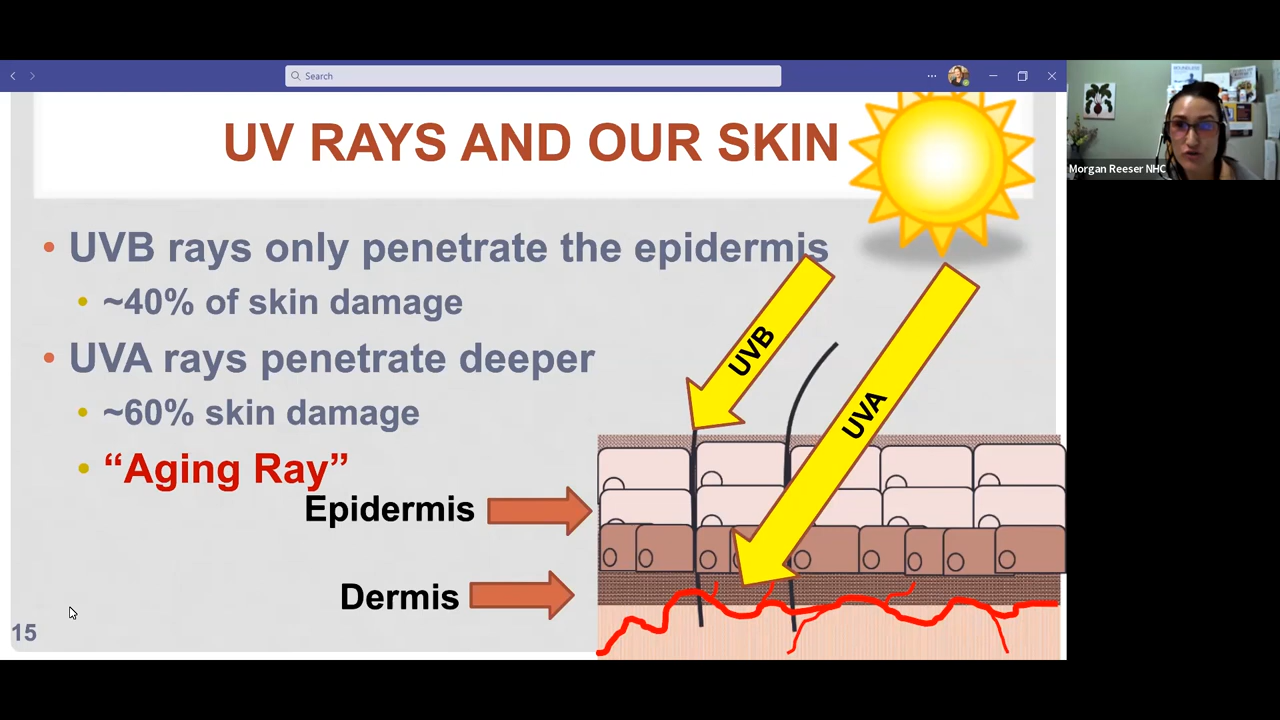 Search
UV RAYS AND OUR SKIN
Morgan Reeser NHC
• UVB rays only penetrate the epidermis
• ~40% of skin damage
• UVA rays penetrate deeper
• ~60% skin damage
• “Aging Ray”
UVB
UVA
Epidermis
Dermis
15